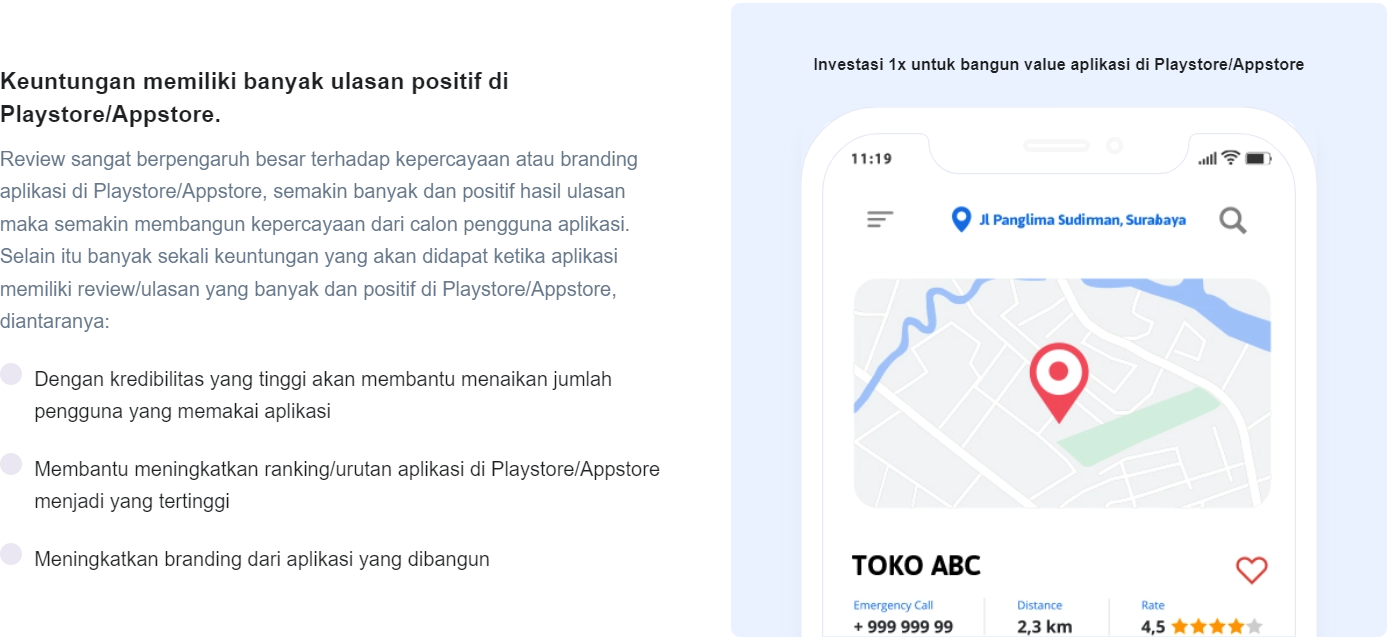 Keuntungan memiliki banyak ulasan positif di
Playstore/Appstore.
Review sangat berpengaruh besar terhadap kepercayaan atau branding
aplikasi di Playstore/Appstore, semakin banyak dan positif hasil ulasan
maka semakin membangun kepercayaan dari calon pengguna aplikasi.
Selain itu banyak sekali keuntungan yang akan didapat ketika aplikasi
memiliki review/ulasan yang banyak dan positif di Playstore/Appstore,
diantaranya:
Dengan kredibilitas yang tinggi akan membantu menaikan jumlah
pengguna yang memakai aplikasi
Membantu meningkatkan ranking/urutan aplikasi di Playstore/Appstore
menjadi yang tertinggi
Meningkatkan branding dari aplikasi yang dibangun
Investasi 1x untuk bangun value aplikasi di Playstore/Appstore
11:19
Jl Panglima Sudirman, Surabaya
TOKO ABC
Emergency Call Distance Rate
+ 999 999 99 2,3 km 4,5